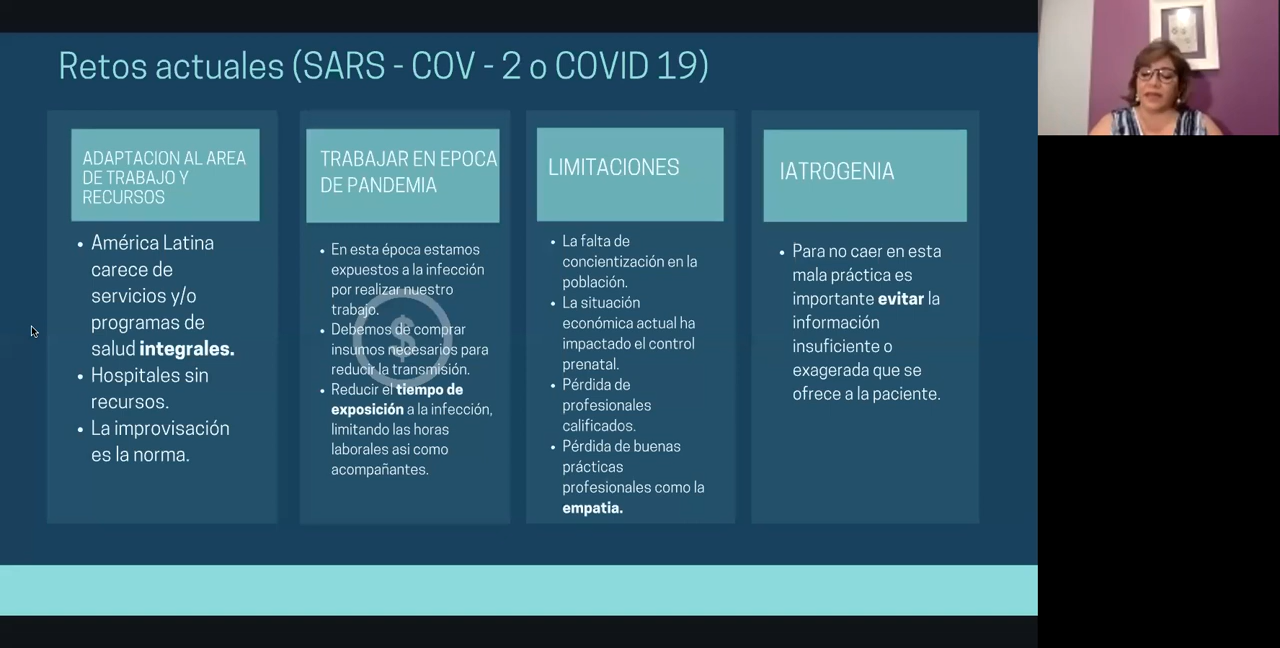 Retos actuales (SARS - COV - 2 o COVID 19)
ADAPTACION AL AREA
DE TRABAJO Y
RECURSOS
• América Latina
carece de
servicios y/o
programas de
salud integrales.
• Hospitales sin
recursos.
• La improvisación
es la norma.
TRABAJAR EN EPOCA
DE PANDEMIA
• En esta época estamos
expuestos a la infección
por realizar nuestro
trabajo.
• Debemos de comprar
insumos necesarios para
reducir la transmisión.
• Reducir el tiempo de
exposición a la infección,
limitando las horas
laborales asi como
acompañantes.
LIMITACIONES
• La falta de
concientización en la
población.
• La situación
económica actual ha
impactado el control
prenatal.
• Pérdida de
profesionales
calificados.
• Pérdida de buenas
prácticas
profesionales como la
empatia.
IATROGENIA
• Para no caer en esta
mala práctica es
importante evitar la
información
insuficiente o
exagerada que se
ofrece a la paciente.
$